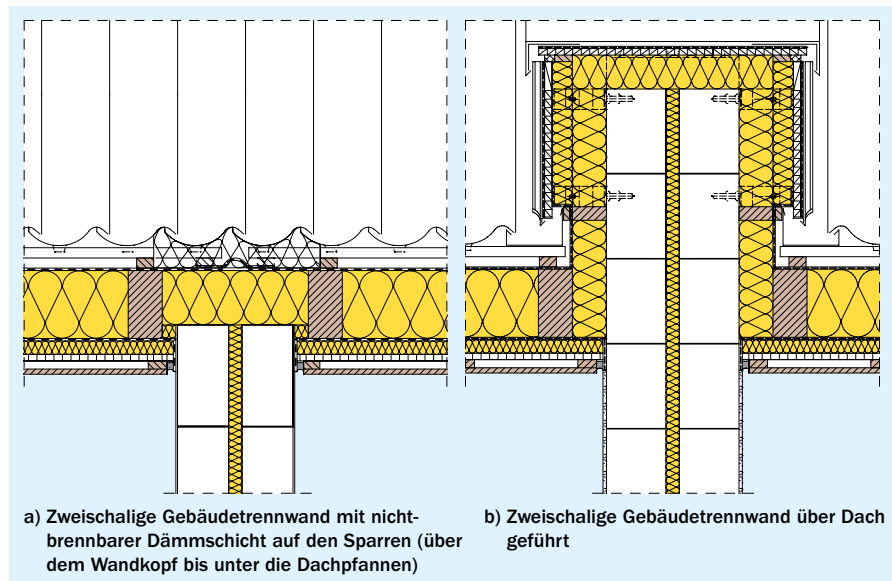 a) Zweischalige Gebäudetrennwand mit nicht-
brennbarer Dämmschicht auf den Sparren (über
dem Wandkopf bis unter die Dachpfannen)
b) Zweischalige Gebäudetrennwand über Dach
geführt